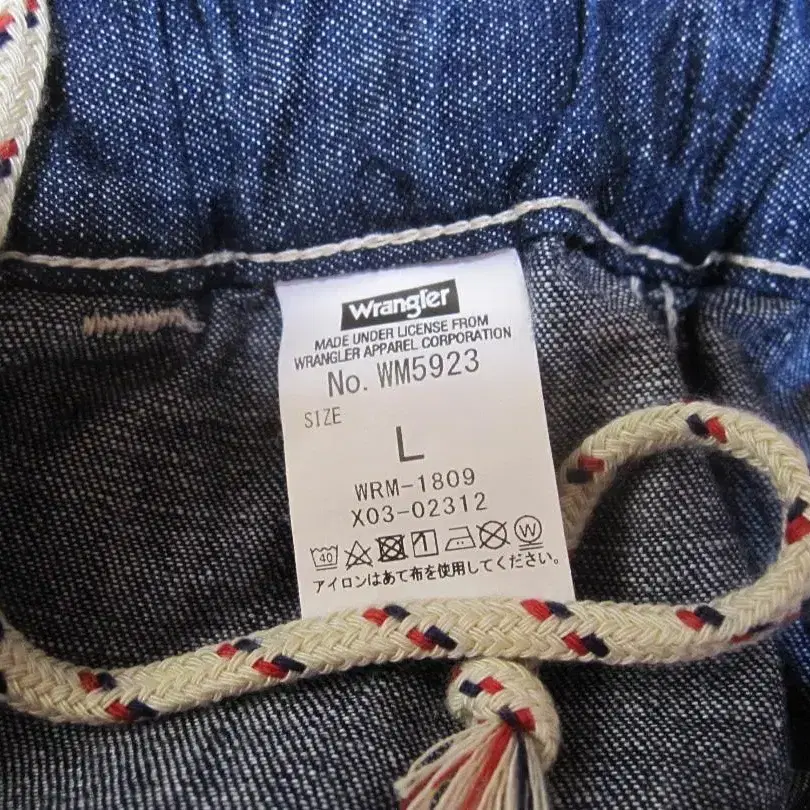 Wrangler
MADE UNDER LICENSE FROM
WRANGLER APPAREL CORPORATION
No. WM5923
SIZE
L
WRM-1809
X03-02312
40 W
アイロンはあて布を使用してください。